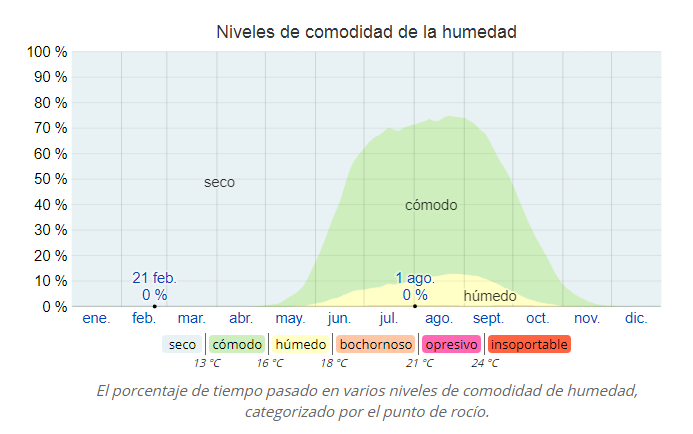 Niveles de comodidad de la humedad
100 %
90 %
80 %
70 %
60 %
50 %
40 %
30 %
20 %
10 %
0 %
seco
cómodo
húmedo
21 feb.
0 %
1 ago.
0 %
ene. feb. mar. abr. may. jun. jul. ago. sept. oct. nov. dic.
seco cómodo húmedo bochornoso opresivo insoportable
13 °C 16 °C 18 °C 21 °C 24 °C
El porcentaje de tiempo pasado en varios niveles de comodidad de humedad,
categorizado por el punto de rocío.